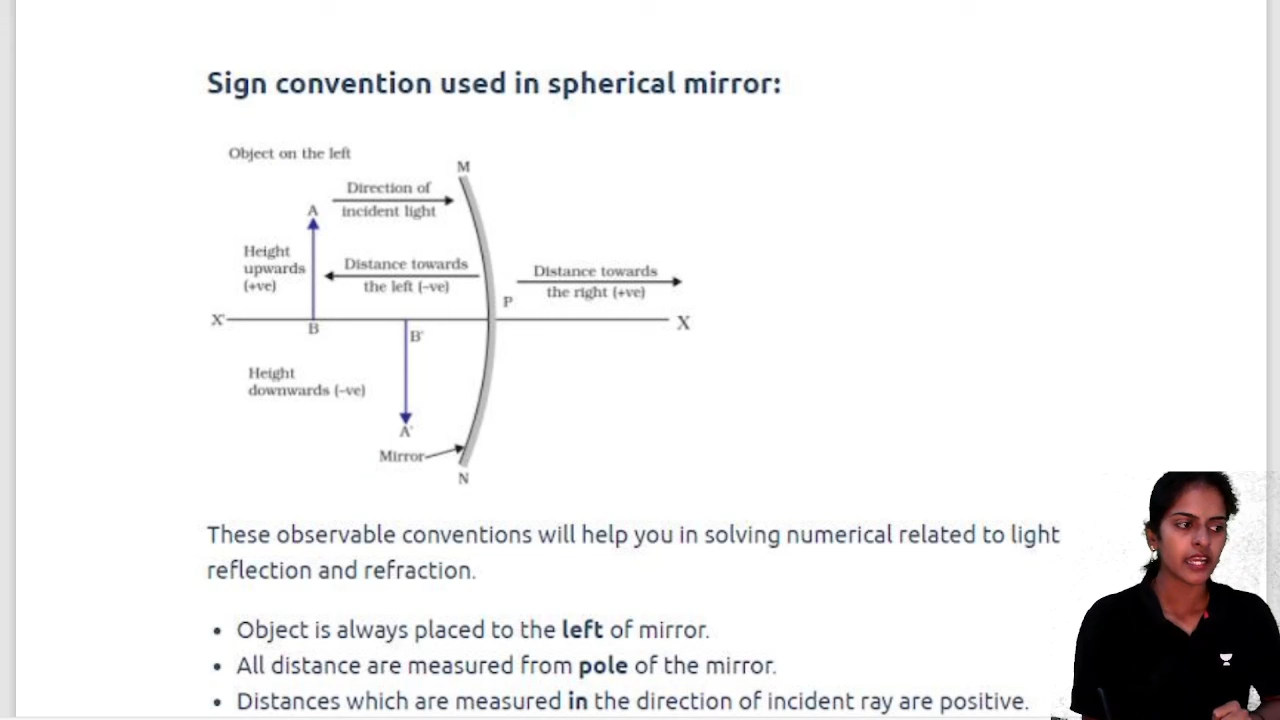 Sign convention used in spherical mirror:
Object on the left
M
Direction of
incident light
A
Height
upwards
(+ve)
Distance towards
the left (–ve)
Distance towards
the right (+ve)
P
X'
B
B'
X
Height
downwards (–ve)
A'
Mirror
N
These observable conventions will help you in solving numerical related to light
reflection and refraction.
• Object is always placed to the left of mirror.
• All distance are measured from pole of the mirror.
• Distances which are measured in the direction of incident ray are positive.